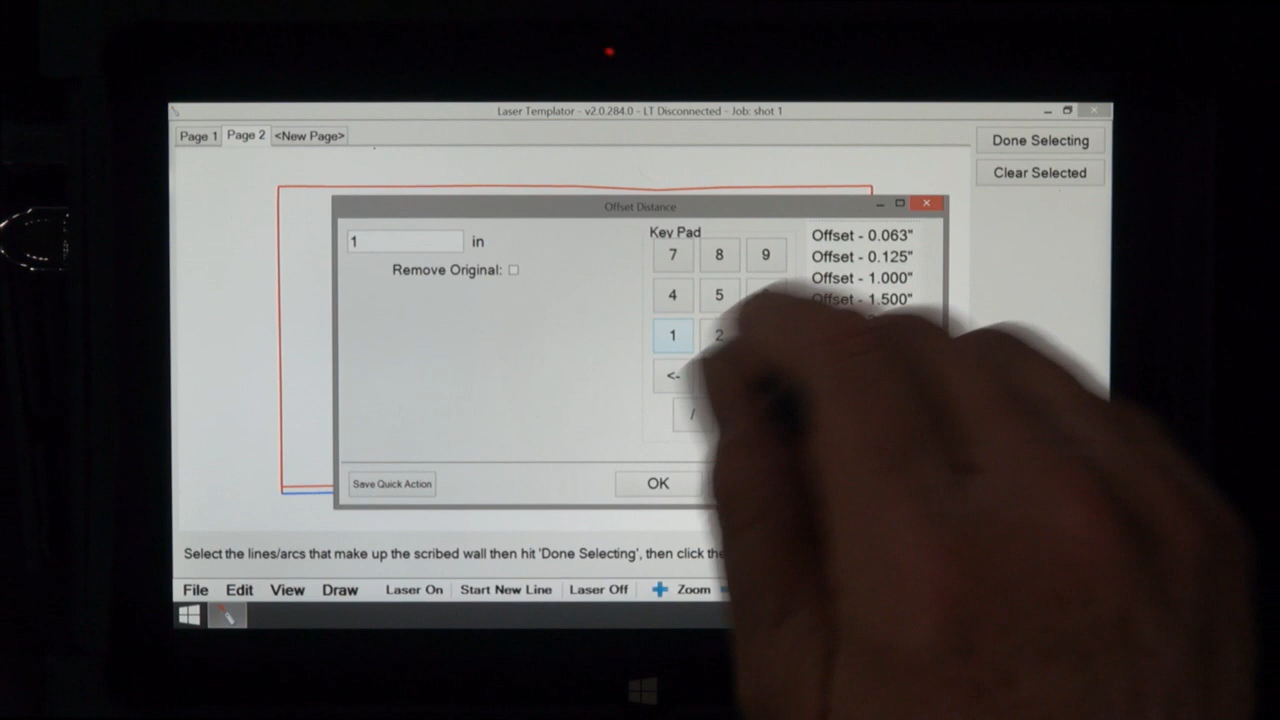 Laser Templator - v2.0.284.0 - LT Disconnected - Job: shot 1
Page 1 Page 2 <New Page>
Done Selecting
Clear Selected
Offset Distance
1 in
Remove Original:
Key Pad
7 8 9
4 5
1 2
<-
/
Offset - 0.063"
Offset - 0.125"
Offset - 1.000"
Offset - 1.500"
Save Quick Action
OK
Select the lines/arcs that make up the scribed wall then hit 'Done Selecting', then click the
File Edit View Draw Laser On Start New Line Laser Off Zoom